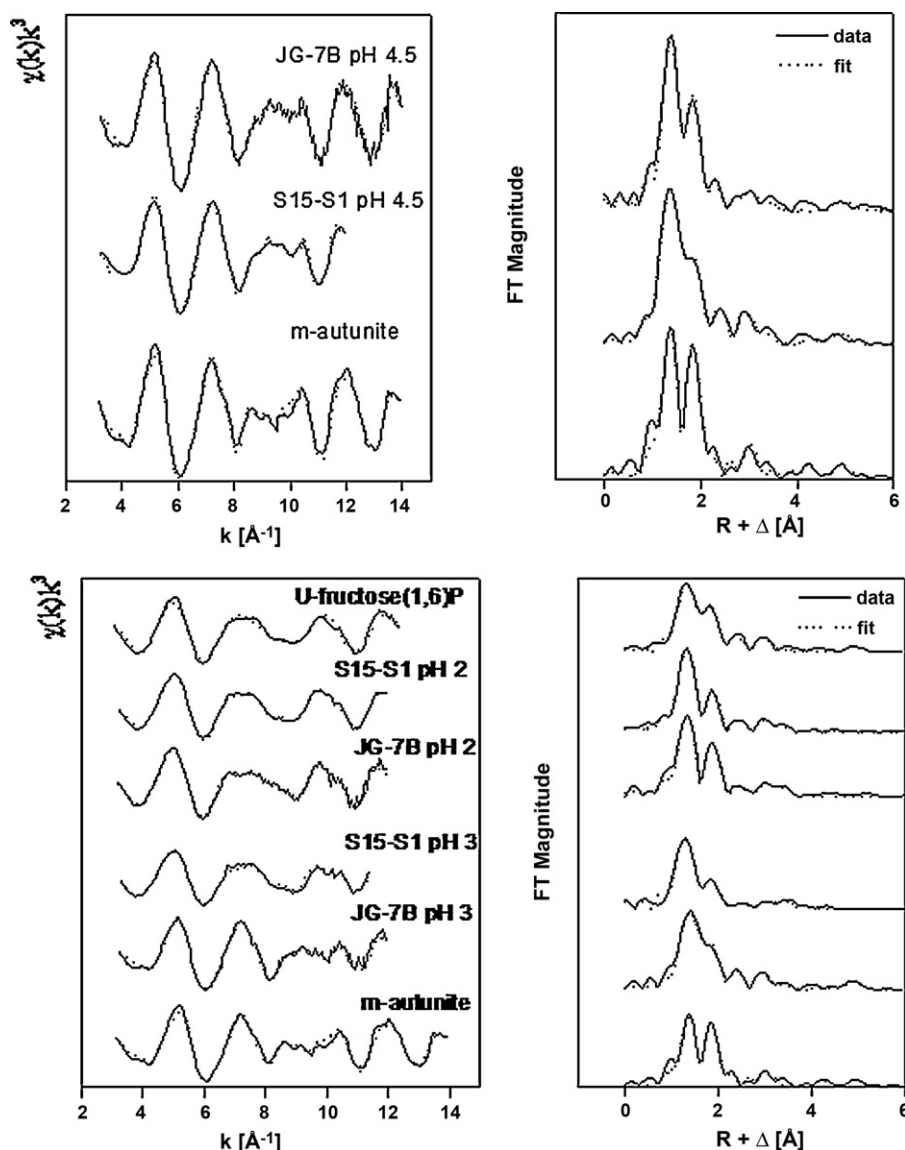 χ(k)k³
JG-7B pH 4.5
S15-S1 pH 4.5
m-autunite
2 4 6 8 10 12 14
k [Å⁻¹]
FT Magnitude
data
fit
0 2 4 6
R + Δ [Å]
χ(k)k³
U-fructose(1,6)P
S15-S1 pH 2
JG-7B pH 2
S15-S1 pH 3
JG-7B pH 3
m-autunite
2 4 6 8 10 12 14
k [Å⁻¹]
FT Magnitude
data
fit
0 2 4 6
R + Δ [Å]